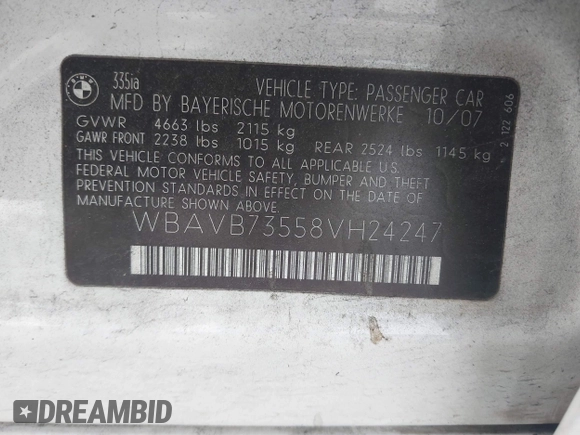 BMW
335ia
VEHICLE TYPE: PASSENGER CAR
MFD BY BAYERISCHE MOTORENWERKE 10/07
GVWR 4663 lbs 2115 kg
GAWR FRONT 2238 lbs 1015 kg REAR 2524 lbs 1145 kg
THIS VEHICLE CONFORMS TO ALL APPLICABLE U.S.
FEDERAL MOTOR VEHICLE SAFETY, BUMPER AND THEFT
PREVENTION STANDARDS IN EFFECT ON THE DATE OF
MANUFACTURE SHOWN ABOVE.
WBAVB73558VH24247
2 122 606
DREAMBID